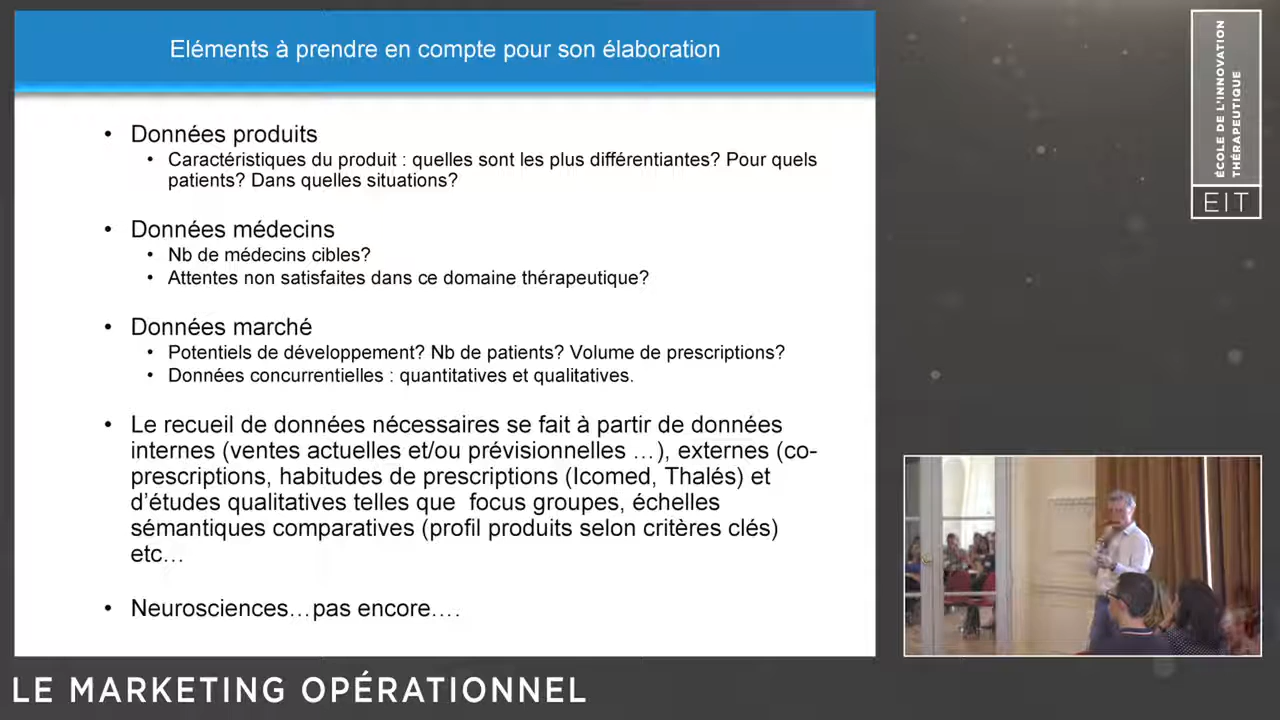 Eléments à prendre en compte pour son élaboration
• Données produits
• Caractéristiques du produit : quelles sont les plus différentiantes? Pour quels
patients? Dans quelles situations?
• Données médecins
• Nb de médecins cibles?
• Attentes non satisfaites dans ce domaine thérapeutique?
• Données marché
• Potentiels de développement? Nb de patients? Volume de prescriptions?
• Données concurrentielles : quantitatives et qualitatives.
• Le recueil de données nécessaires se fait à partir de données
internes (ventes actuelles et/ou prévisionnelles …), externes (co-
prescriptions, habitudes de prescriptions (Icomed, Thalés) et
d’études qualitatives telles que  focus groupes, échelles
sémantiques comparatives (profil produits selon critères clés)
etc…
• Neurosciences…pas encore….
ÉCOLE DE L'INNOVATION
THÉRAPEUTIQUE
EIT
LE MARKETING OPÉRATIONNEL